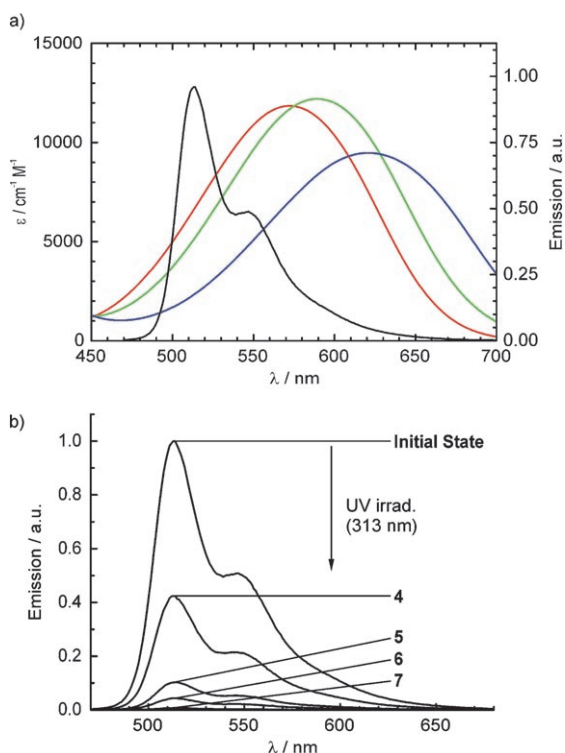 a)
15000
10000
5000
0
ε / cm⁻¹ M⁻¹
1.00
0.75
0.50
0.25
0.00
Emission / a.u.
450 500 550 600 650 700
λ / nm
b)
1.0
0.8
0.6
0.4
0.2
0.0
Emission / a.u.
Initial State
UV irrad.
(313 nm)
4
5
6
7
500 550 600 650
λ / nm